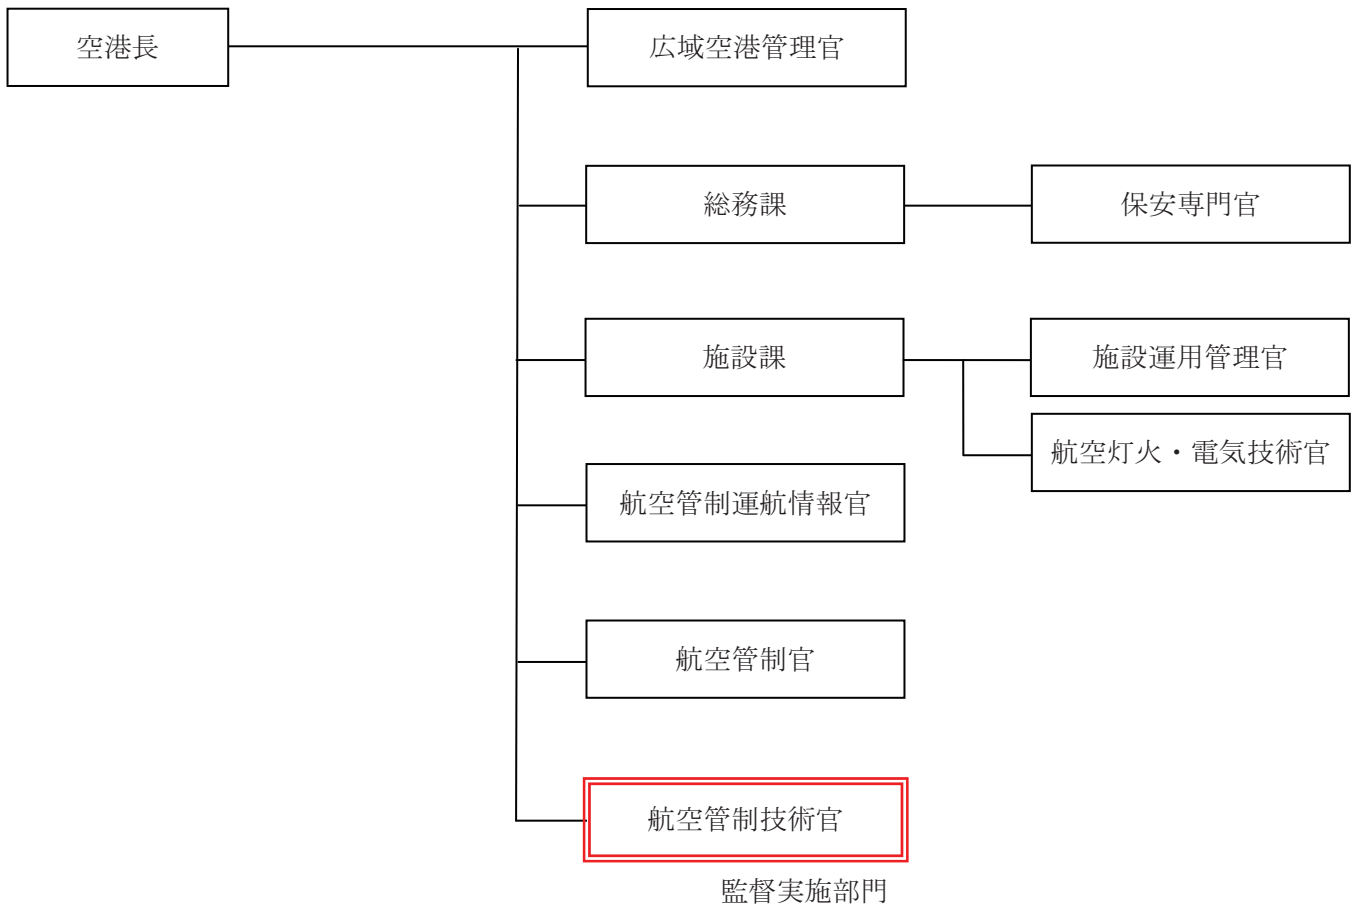 空港長
広域空港管理官
総務課
保安専門官
施設課
施設運用管理官
航空灯火・電気技術官
航空管制運航情報官
航空管制官
航空管制技術官
監督実施部門